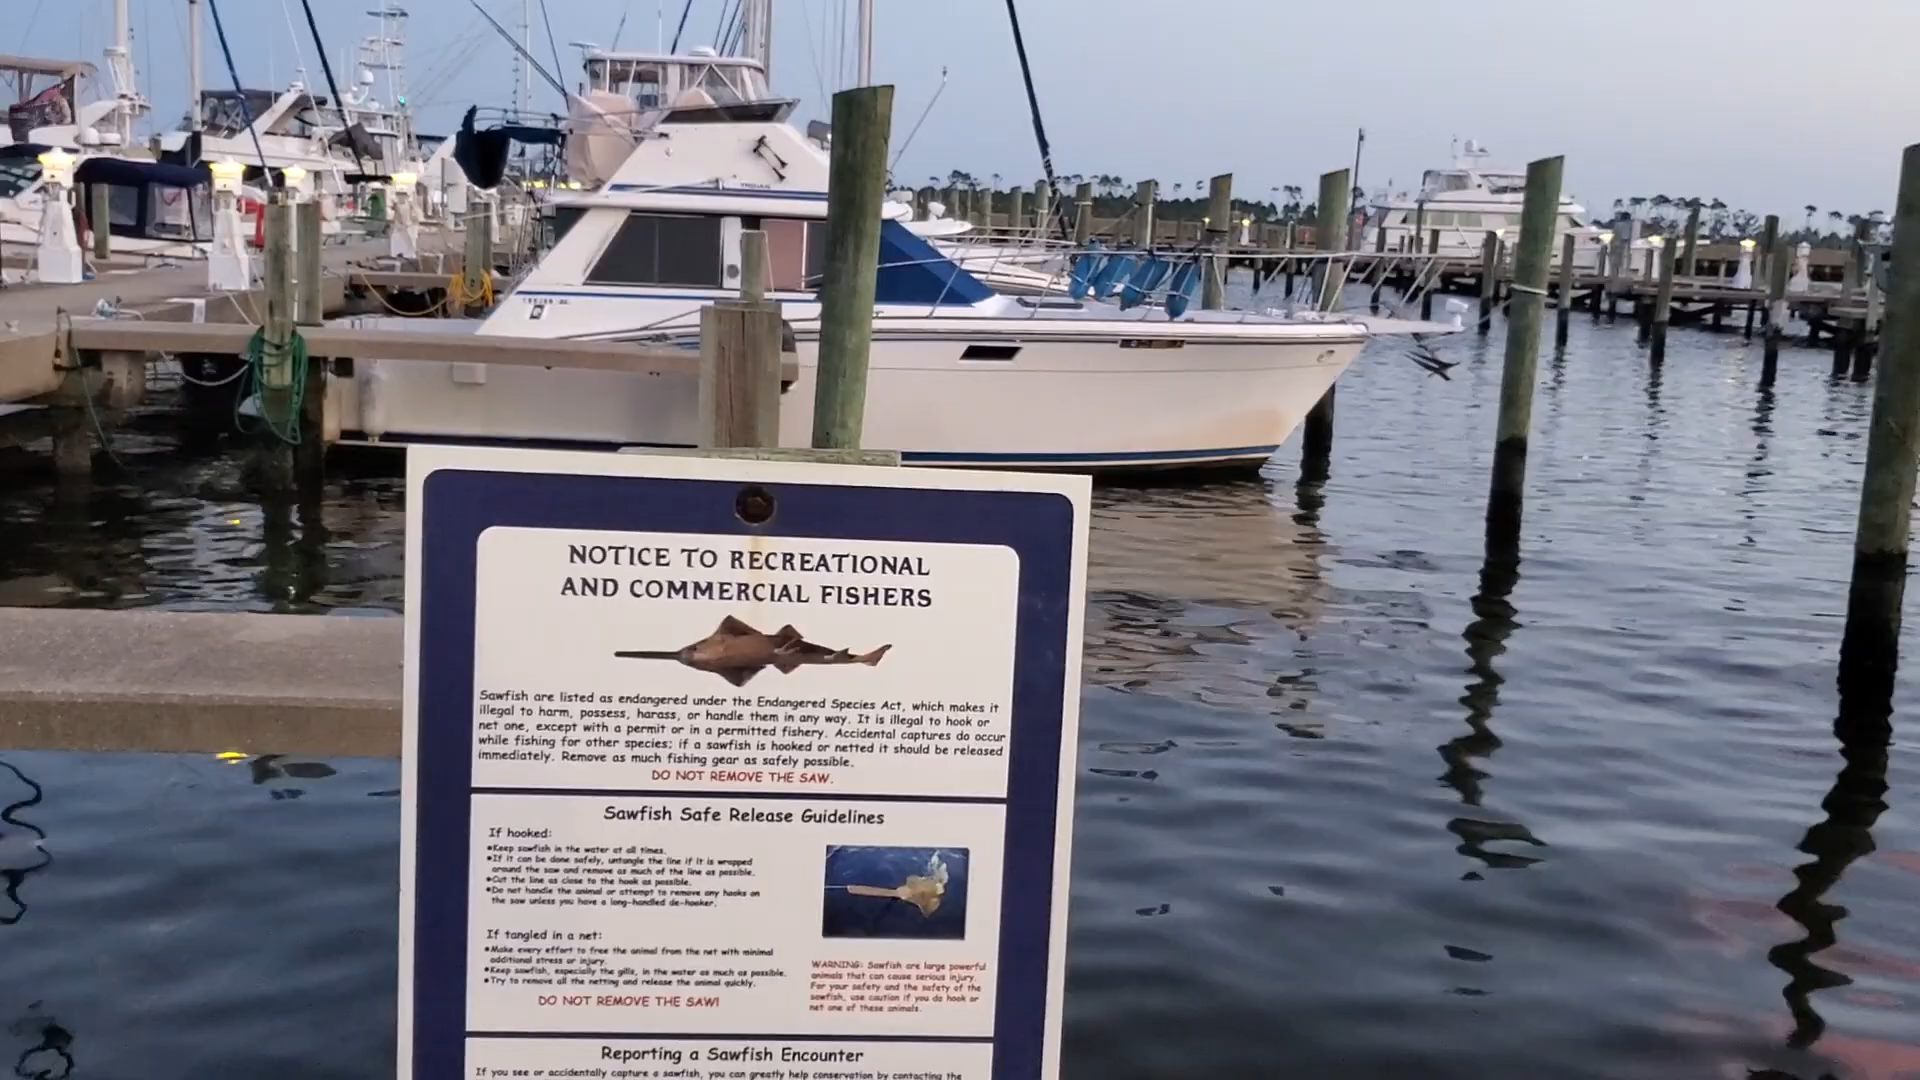 TROJAN
NOTICE TO RECREATIONAL
AND COMMERCIAL FISHERS
Sawfish are listed as endangered under the Endangered Species Act, which makes it
illegal to harm, possess, harass, or handle them in any way. It is illegal to hook or
net one, except with a permit or in a permitted fishery. Accidental captures do occur
while fishing for other species; if a sawfish is hooked or netted it should be released
immediately. Remove as much fishing gear as safely possible.
DO NOT REMOVE THE SAW.
Sawfish Safe Release Guidelines
If hooked:
•Keep sawfish in the water at all times.
•If it can be done safely, untangle the line if it is wrapped
around the saw and remove as much of the line as possible.
•Cut the line as close to the hook as possible.
•Do not handle the animal or attempt to remove any hooks on
the saw unless you have a long-handled de-hooker.
If tangled in a net:
•Make every effort to free the animal from the net with minimal
additional stress or injury.
•Keep sawfish, especially the gills, in the water as much as possible.
•Try to remove all the netting and release the animal quickly.
DO NOT REMOVE THE SAW!
WARNING: Sawfish are large powerful
animals that can cause serious injury.
For your safety and the safety of the
sawfish, use caution if you do hook or
net one of these animals.
Reporting a Sawfish Encounter
If you see or accidentally capture a sawfish, you can greatly help conservation by contacting the